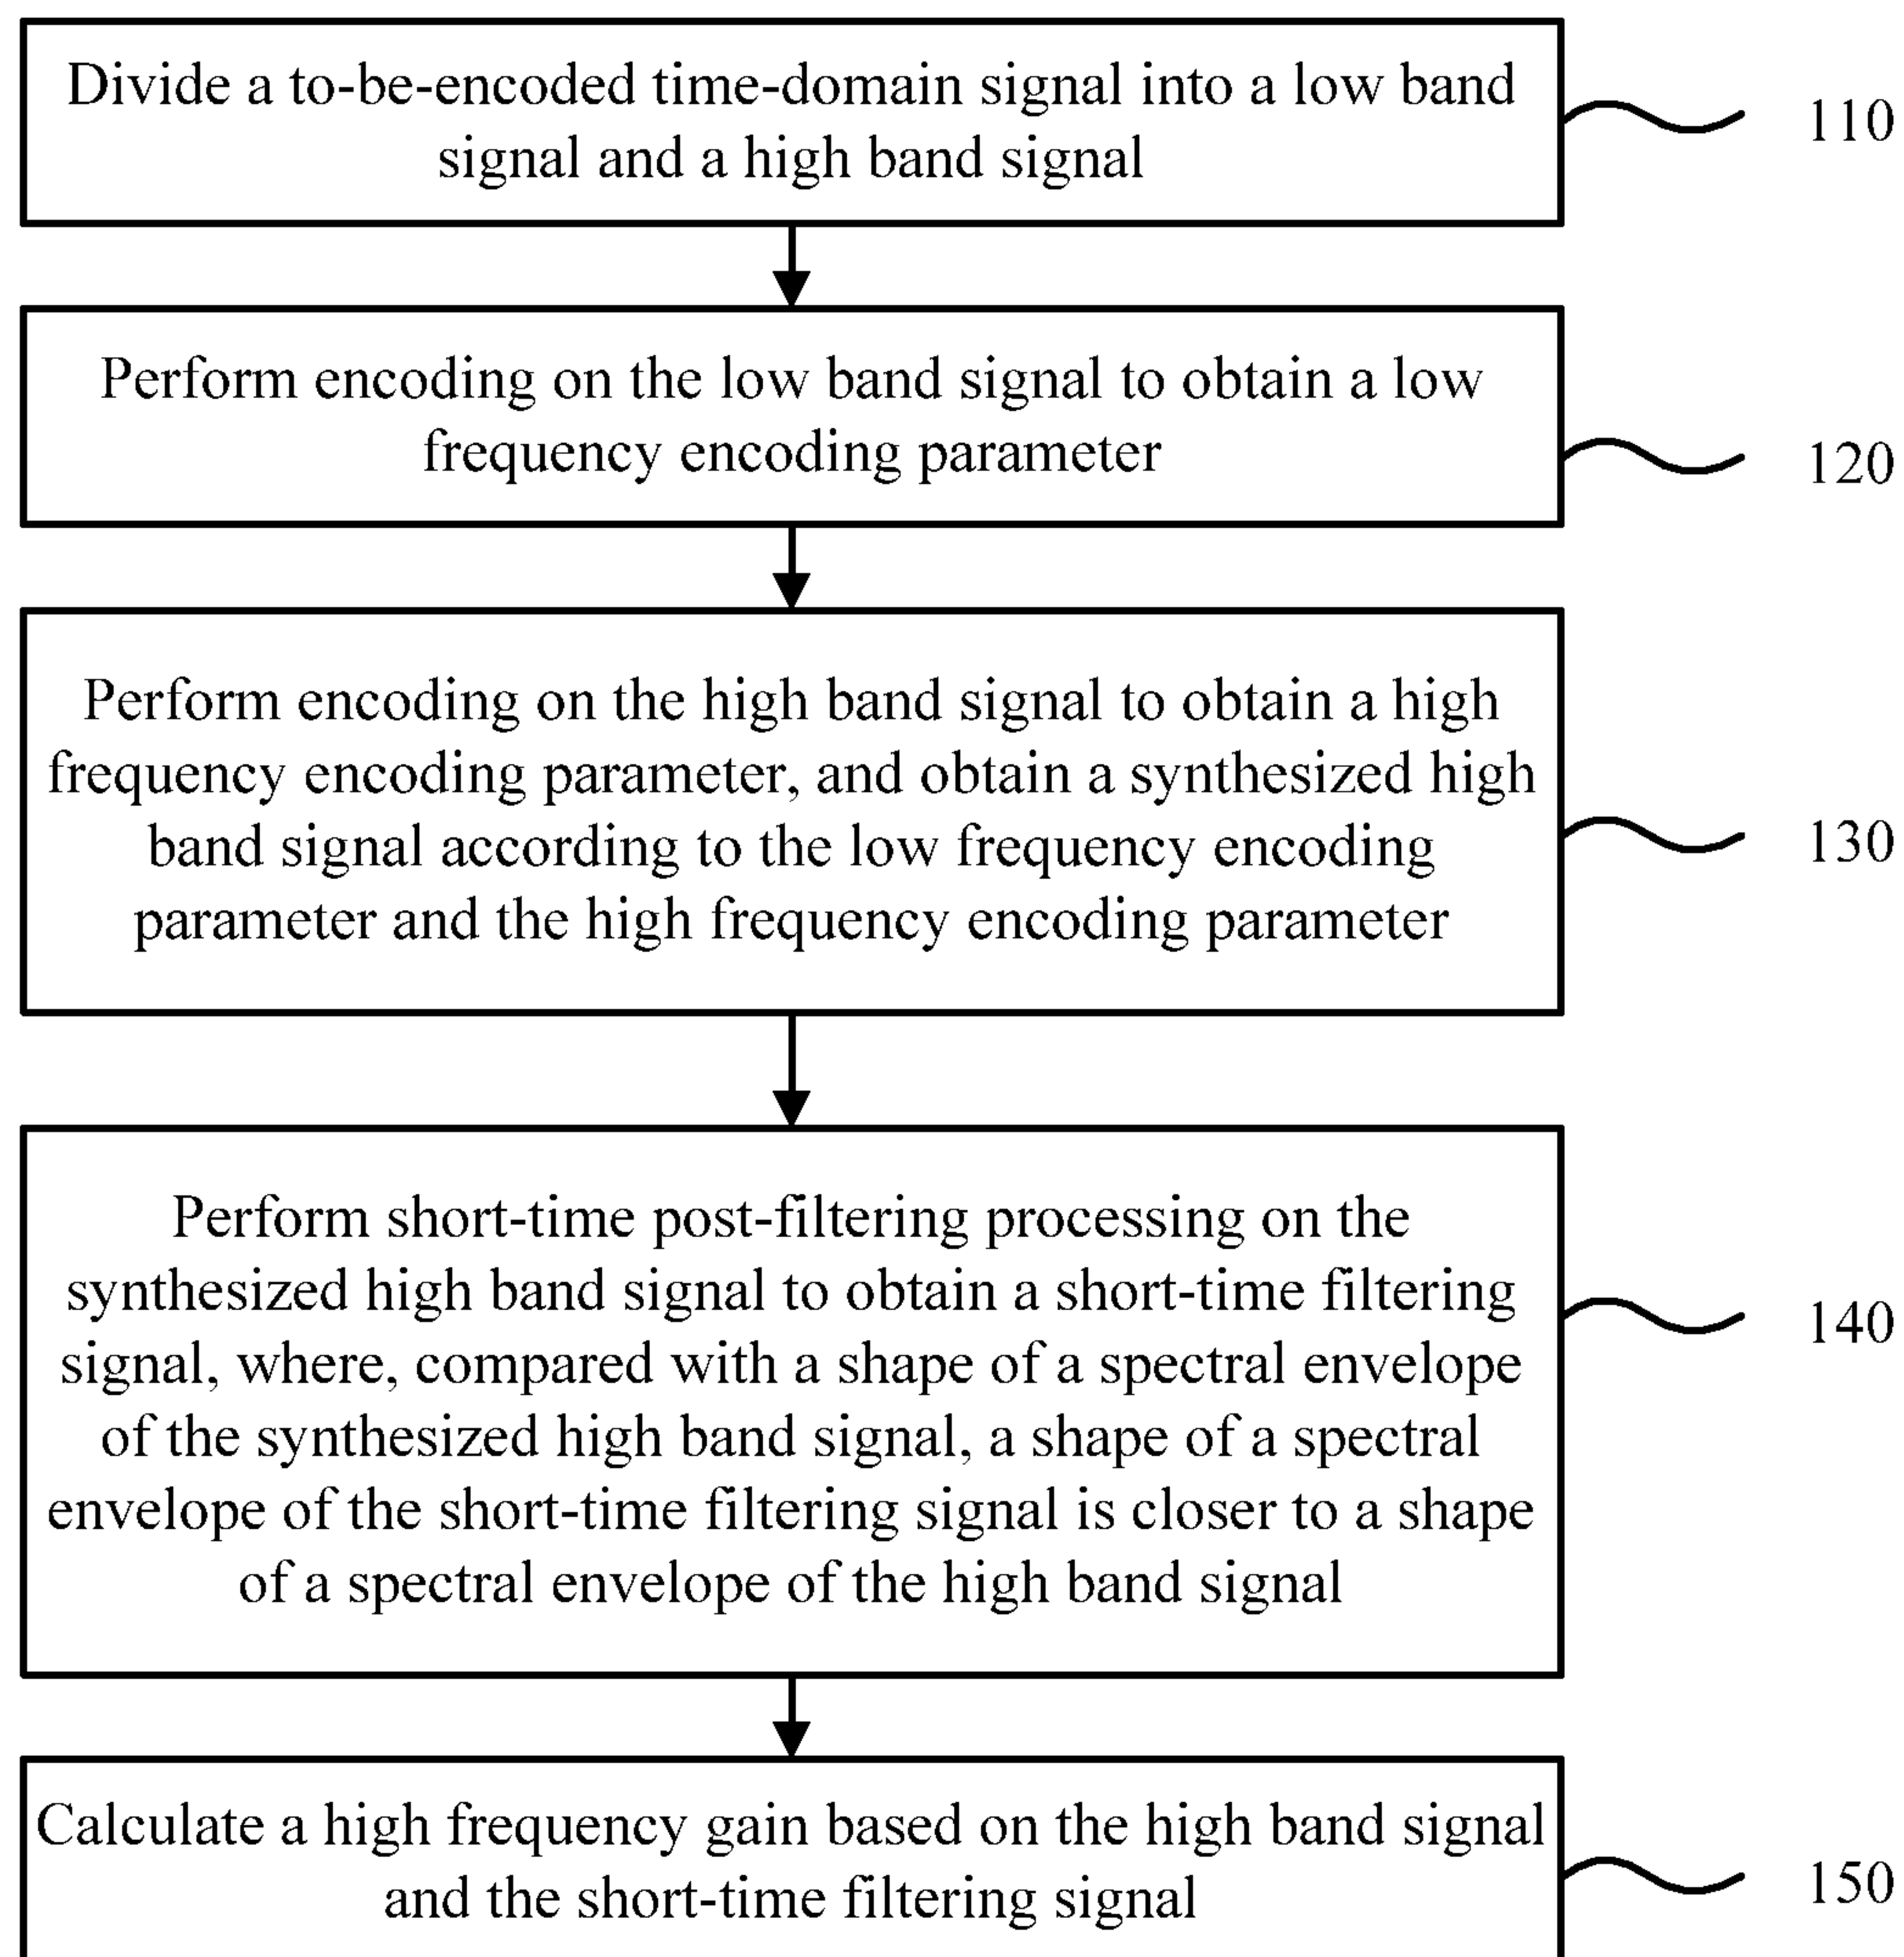 Divide a to-be-encoded time-domain signal into a low band
signal and a high band signal
110
Perform encoding on the low band signal to obtain a low
frequency encoding parameter
120
Perform encoding on the high band signal to obtain a high
frequency encoding parameter, and obtain a synthesized high
band signal according to the low frequency encoding
parameter and the high frequency encoding parameter
130
Perform short-time post-filtering processing on the
synthesized high band signal to obtain a short-time filtering
signal, where, compared with a shape of a spectral envelope
of the synthesized high band signal, a shape of a spectral
envelope of the short-time filtering signal is closer to a shape
of a spectral envelope of the high band signal
140
Calculate a high frequency gain based on the high band signal
and the short-time filtering signal
150